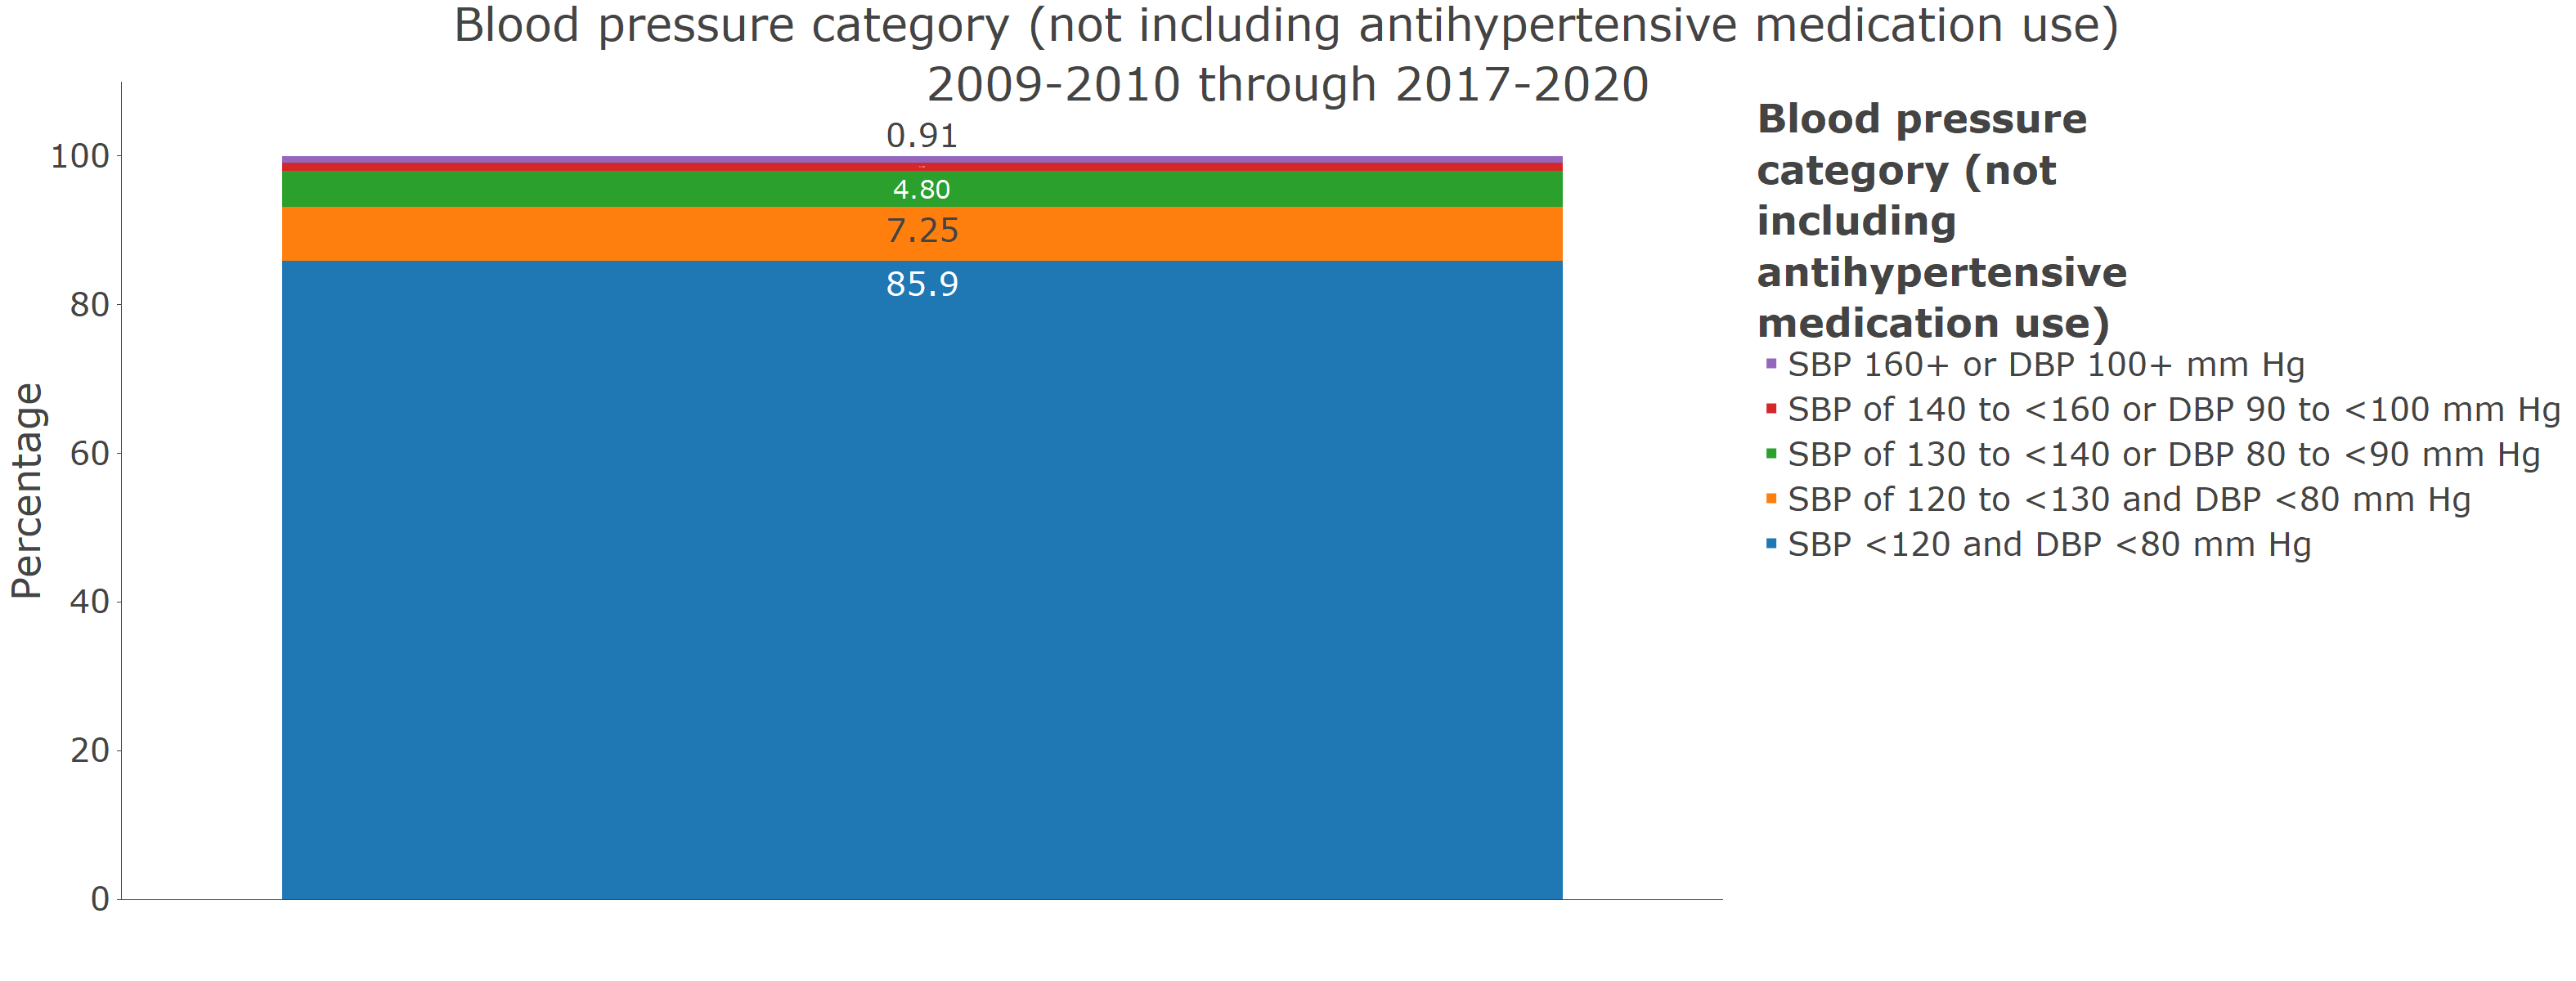 Blood pressure category (not including antihypertensive medication use)
2009-2010 through 2017-2020
Percentage
100
80
60
40
20
0
0.91
4.80
7.25
85.9
Blood pressure
category (not
including
antihypertensive
medication use)
SBP 160+ or DBP 100+ mm Hg
SBP of 140 to <160 or DBP 90 to <100 mm Hg
SBP of 130 to <140 or DBP 80 to <90 mm Hg
SBP of 120 to <130 and DBP <80 mm Hg
SBP <120 and DBP <80 mm Hg